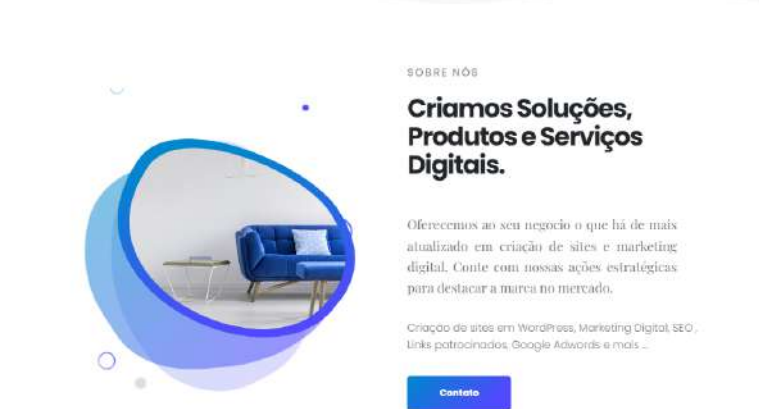 SOBRE NÓS
Criamos Soluções,
Produtos e Serviços
Digitais.
Oferecemos ao seu negocio o que há de mais
atualizado em criação de sites e marketing
digital. Conte com nossas ações estratégicas
para destacar a marca no mercado.
Criação de sites em WordPress, Marketing Digital, SEO ,
Links patrocinados, Google Adwords e mais ...
Contato